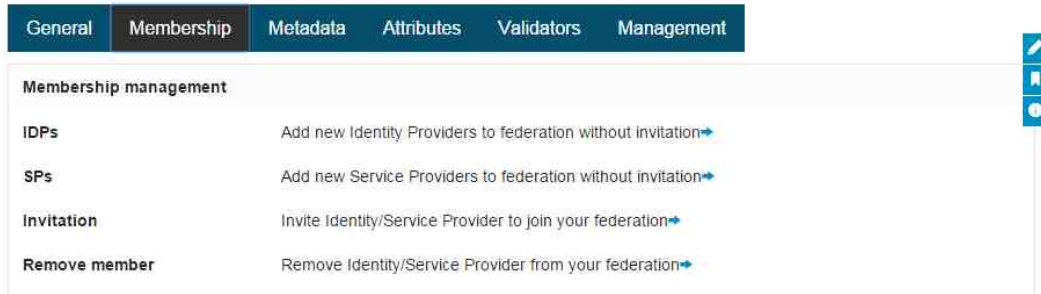 General Membership Metadata Attributes Validators Management
Membership management
IDPs Add new Identity Providers to federation without invitation
SPs Add new Service Providers to federation without invitation
Invitation Invite Identity/Service Provider to join your federation
Remove member Remove Identity/Service Provider from your federation